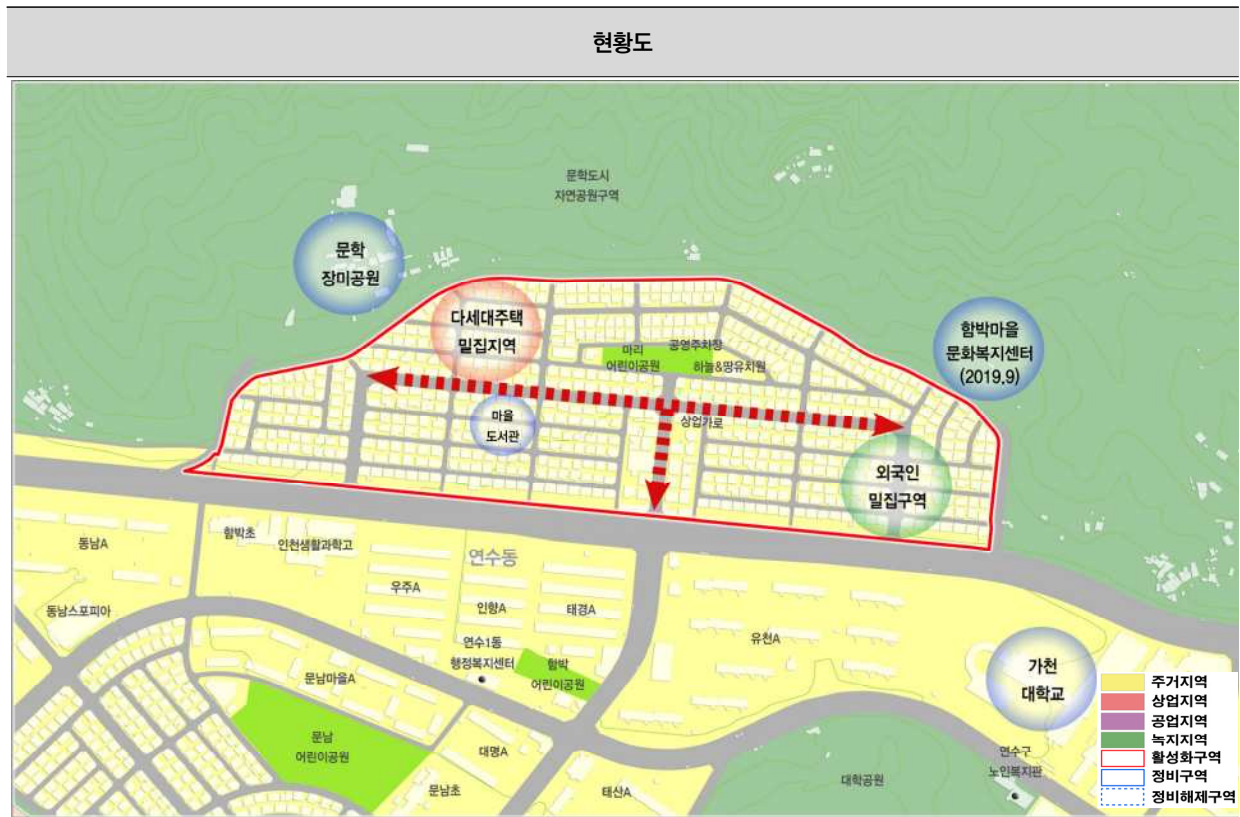 현황도
문학도시
자연공원구역
문학
장미공원
다세대주택
밀집지역
함박마을
문화복지센터
(2019.9)
공영주차장
마리
어린이공원
하늘&땅유치원
마을
도서관
상업가로
외국인
밀집구역
함박초
인천생활과학고
동남A
연수동
우주A
인향A
태경A
동남스포피아
연수1동
행정복지센터
함박
어린이공원
유천A
문남마을A
가천
대학교
문남
어린이공원
대명A
문남초
태산A
대학공원
연수구
노인복지관
주거지역
상업지역
공업지역
녹지지역
활성화구역
정비구역
정비해제구역